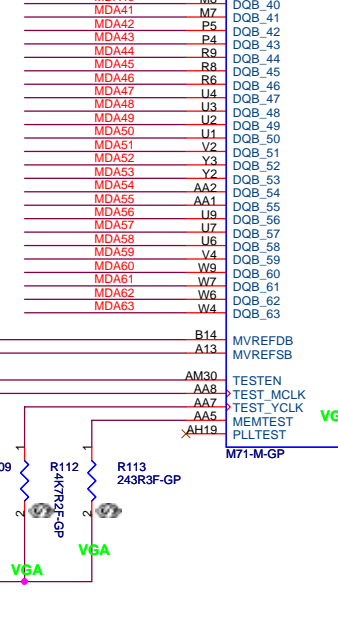 DQB_40
MDA41 M7 DQB_41
MDA42 P5 DQB_42
MDA43 P4 DQB_43
MDA44 R9 DQB_44
MDA45 R8 DQB_45
MDA46 R6 DQB_46
MDA47 U4 DQB_47
MDA48 U3 DQB_48
MDA49 U2 DQB_49
MDA50 U1 DQB_50
MDA51 V2 DQB_51
MDA52 Y3 DQB_52
MDA53 Y2 DQB_53
MDA54 AA2 DQB_54
MDA55 AA1 DQB_55
MDA56 U9 DQB_56
MDA57 U7 DQB_57
MDA58 U6 DQB_58
MDA59 V4 DQB_59
MDA60 W9 DQB_60
MDA61 W7 DQB_61
MDA62 W6 DQB_62
MDA63 W4 DQB_63
B14 MVREFDB
A13 MVREFSB
AM30 TESTEN
AA8 TEST_MCLK
AA7 TEST_YCLK
AA5 MEMTEST
AH19 PLLTEST
VG
M71-M-GP
1 1
09 R112 R113
4K7R2F-GP 243R3F-GP
2 2
VGA
VGA